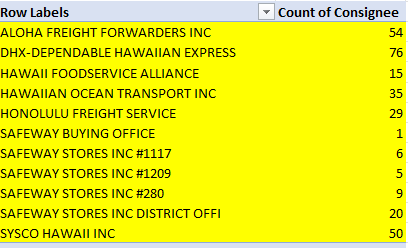 Row Labels Count of Consignee
ALOHA FREIGHT FORWARDERS INC 54
DHX-DEPENDABLE HAWAIIAN EXPRESS 76
HAWAII FOODSERVICE ALLIANCE 15
HAWAIIAN OCEAN TRANSPORT INC 35
HONOLULU FREIGHT SERVICE 29
SAFEWAY BUYING OFFICE 1
SAFEWAY STORES INC #1117 6
SAFEWAY STORES INC #1209 5
SAFEWAY STORES INC #280 9
SAFEWAY STORES INC DISTRICT OFFI 20
SYSCO HAWAII INC 50